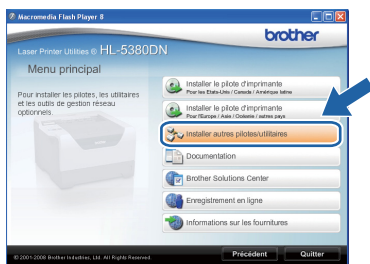 Macromedia Flash Player 8
brother
Laser Printer Utilities ® HL-5380DN
Menu principal
Pour installer les pilotes, les utilitaires
et les outils de gestion réseau
optionnels.
Installer le pilote d'imprimante
Pour les Etats-Unis / Canada / Amérique latine
Installer le pilote d'imprimante
Pour l'Europe / Asie / Océanie / autres pays
Installer autres pilotes/utilitaires
Documentation
Brother Solutions Center
Enregistrement en ligne
Informations sur les fournitures
© 2001-2008 Brother Industries, Ltd. All Rights Reserved.
Précédent
Quitter